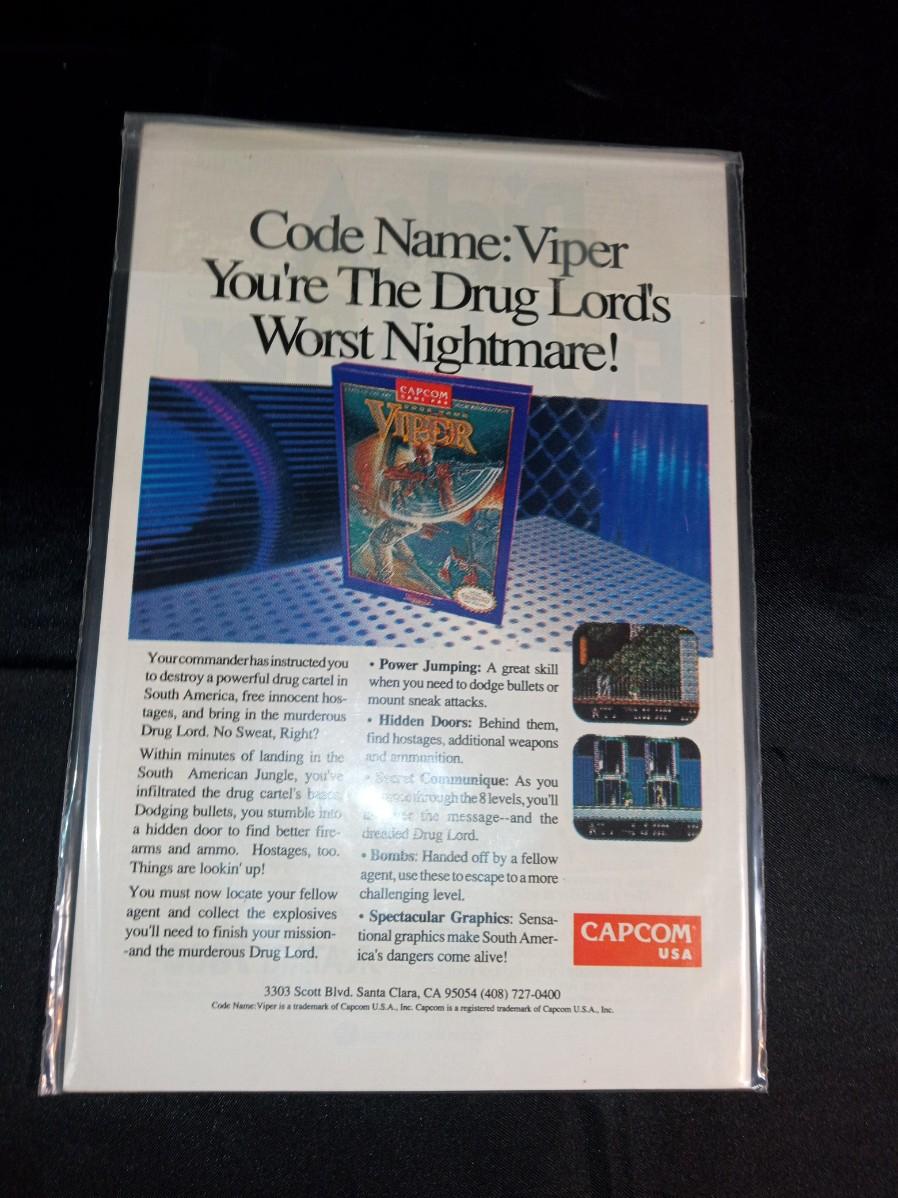 Code Name: Viper
You're The Drug Lord's
Worst Nightmare!
CAPCOM
VIPER
Your commander has instructed you
to destroy a powerful drug cartel in
South America, free innocent hos-
tages, and bring in the murderous
Drug Lord. No Sweat, Right?
Within minutes of landing in the
South American Jungle, you've
infiltrated the drug cartel's base.
Dodging bullets, you stumble into
a hidden door to find better fire-
arms and ammo. Hostages, too.
Things are lookin' up!
You must now locate your fellow
agent and collect the explosives
you'll need to finish your mission-
-and the murderous Drug Lord.
• Power Jumping: A great skill
when you need to dodge bullets or
mount sneak attacks.
• Hidden Doors: Behind them,
find hostages, additional weapons
and ammunition.
• Secret Communique: As you
through the 8 levels, you'll
the message--and the
dreaded Drug Lord.
• Bombs: Handed off by a fellow
agent, use these to escape to a more
challenging level.
• Spectacular Graphics: Sensa-
tional graphics make South Amer-
ica's dangers come alive!
CAPCOM
USA
3303 Scott Blvd. Santa Clara, CA 95054 (408) 727-0400
Code Name: Viper is a trademark of Capcom U.S.A., Inc. Capcom is a registered trademark of Capcom U.S.A., Inc.